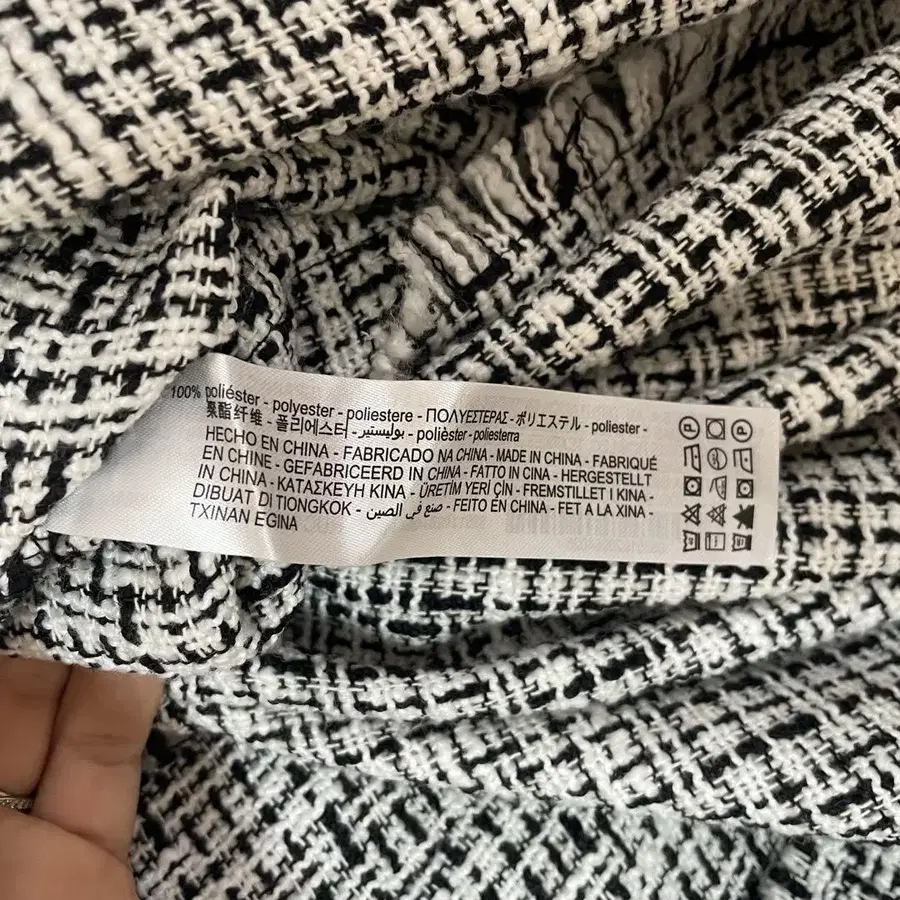 100% poliéster - polyester - poliestere - ΠΟΛΥΕΣΤΕΡΑΣ - ポリエステル - poliester -
聚酯纤维 - 폴리에스터 - بوليستير - polièster - poliesterra
HECHO EN CHINA - FABRICADO NA CHINA - MADE IN CHINA - FABRIQUÉ
EN CHINE - GEFABRICEERD IN CHINA - FATTO IN CINA - HERGESTELLT
IN CHINA - ΚΑΤΑΣΚΕΥΗ ΚΙΝΑ - ÜRETİM YERİ ÇİN - FREMSTILLET I KINA -
DIBUAT DI TIONGKOK - صنع في الصين - FEITO EN CHINA - FET A LA XINA -
TXINAN EGINA
P P